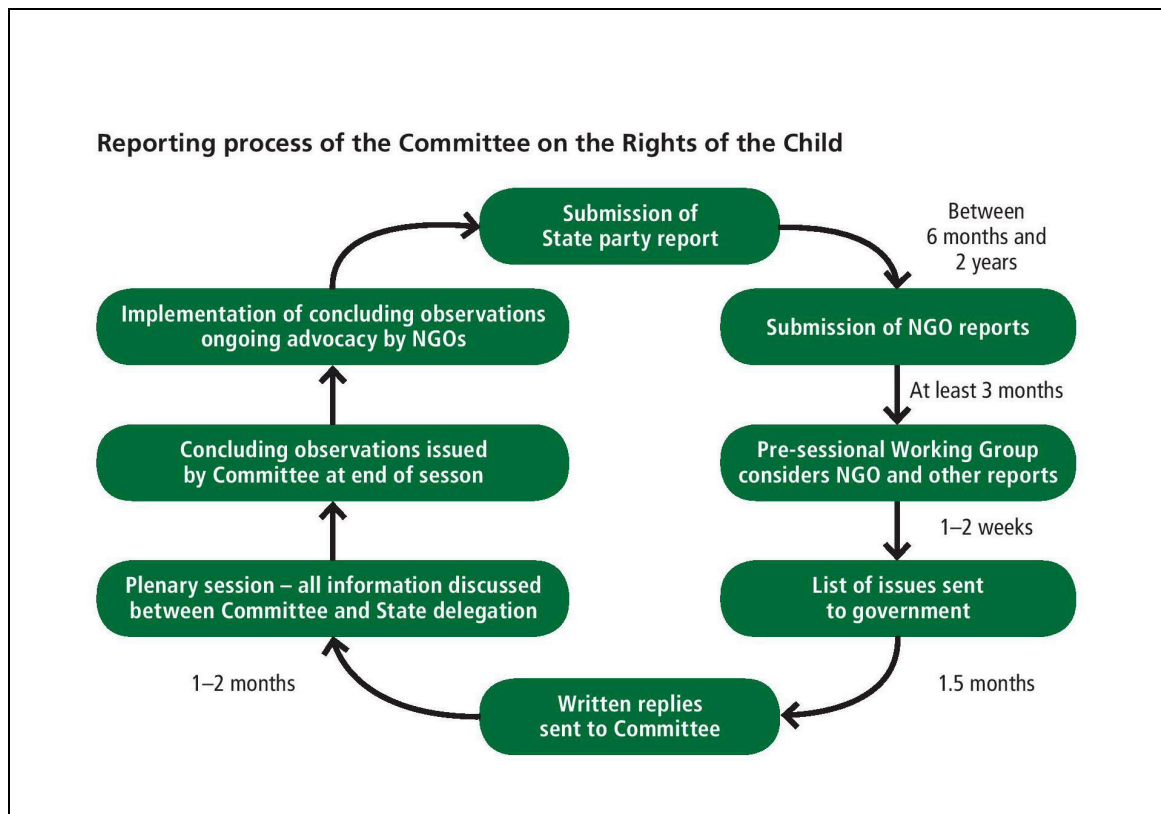 Reporting process of the Committee on the Rights of the Child
Submission of
State party report
Between
6 months and
2 years
Submission of NGO reports
At least 3 months
Pre-sessional Working Group
considers NGO and other reports
1–2 weeks
List of issues sent
to government
1.5 months
Written replies
sent to Committee
1–2 months
Plenary session – all information discussed
between Committee and State delegation
Concluding observations issued
by Committee at end of sesson
Implementation of concluding observations
ongoing advocacy by NGOs